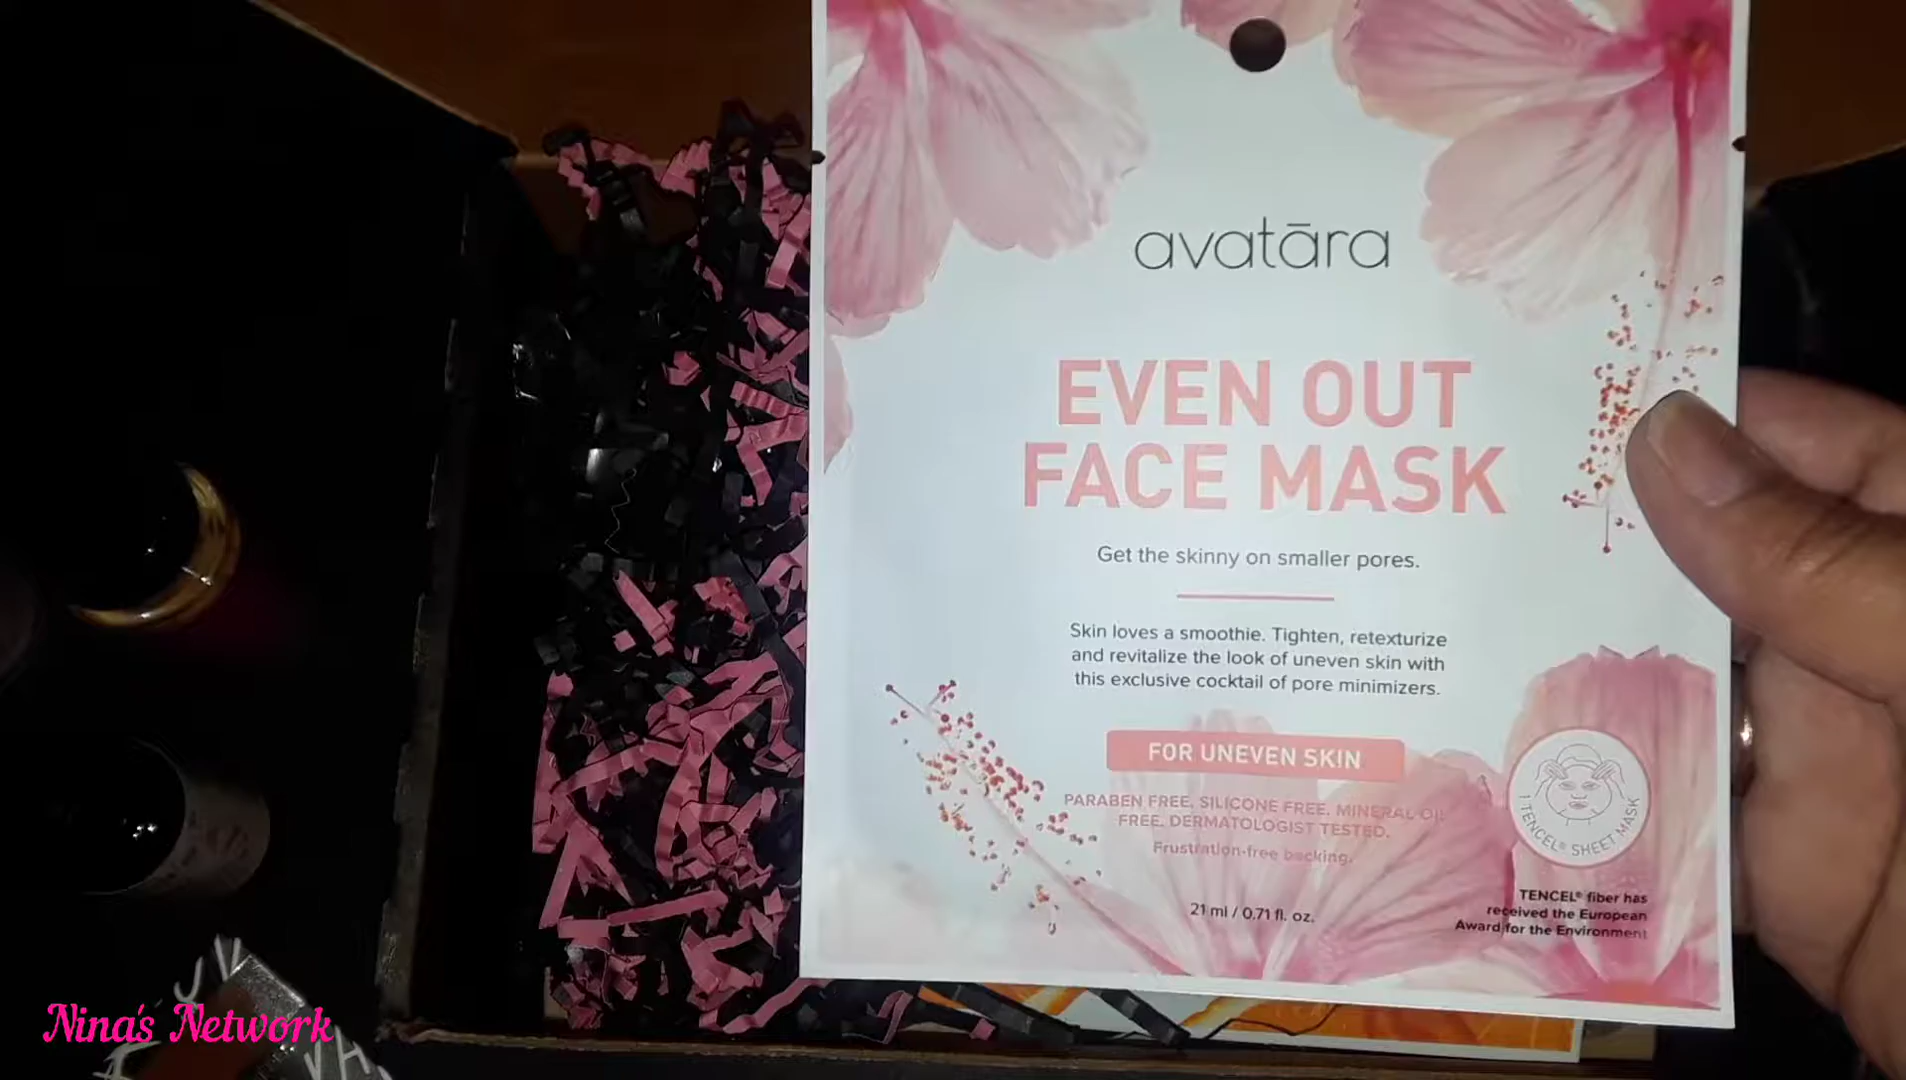 avatāra
EVEN OUT
FACE MASK
Get the skinny on smaller pores.
Skin loves a smoothie. Tighten, retexturize
and revitalize the look of uneven skin with
this exclusive cocktail of pore minimizers.
FOR UNEVEN SKIN
PARABEN FREE. SILICONE FREE. MINERAL OIL
FREE. DERMATOLOGIST TESTED.
Frustration-free backing.
21 ml / 0.71 fl. oz.
1 TENCEL® SHEET MASK
TENCEL® fiber has
received the European
Award for the Environment
Nina's Network